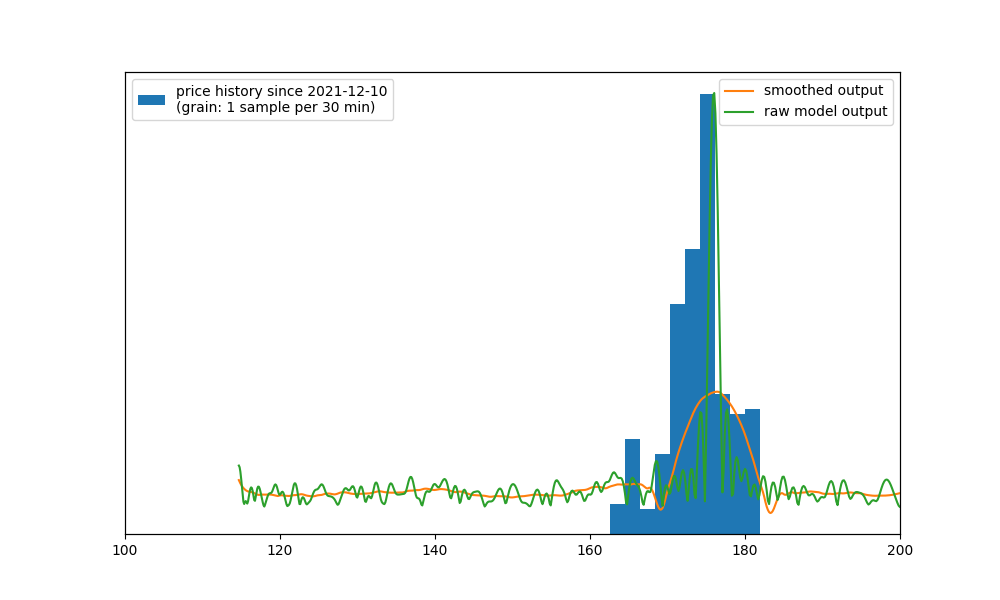 price history since 2021-12-10
(grain: 1 sample per 30 min)
smoothed output
raw model output
100 120 140 160 180 200